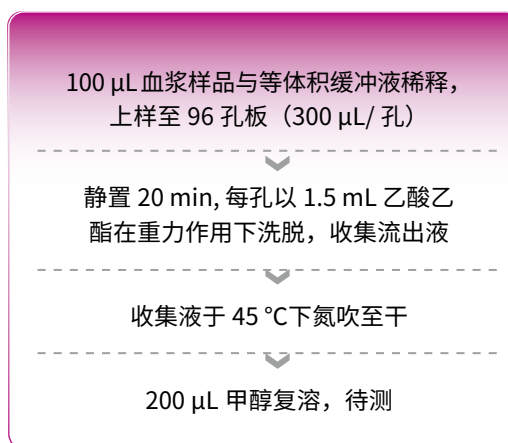 100 μL 血浆样品与等体积缓冲液稀释，
上样至 96 孔板（300 μL/ 孔）
静置 20 min, 每孔以 1.5 mL 乙酸乙
酯在重力作用下洗脱，收集流出液
收集液于 45 °C下氮吹至干
200 μL 甲醇复溶，待测